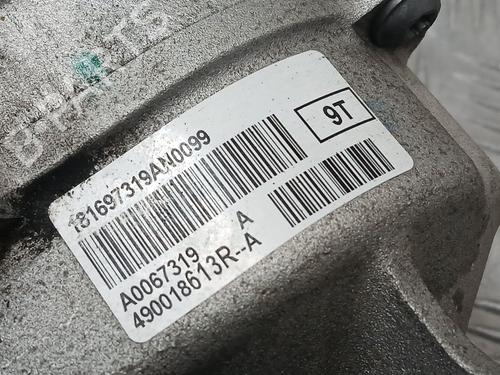 B-PARTS
181697319AN0099
9T
A0067319 A
490018613R--A